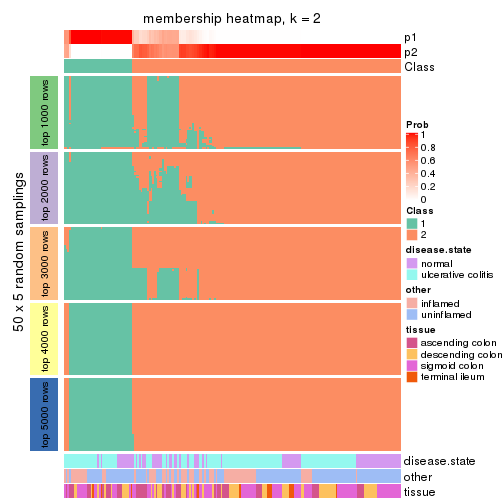 membership heatmap, k = 2
p1
p2
Class
50 x 5 random samplings
top 1000 rows
top 2000 rows
top 3000 rows
top 4000 rows
top 5000 rows
disease.state
other
tissue
Prob
1
0.8
0.6
0.4
0.2
0
Class
1
2
disease.state
normal
ulcerative colitis
other
inflamed
uninflamed
tissue
ascending colon
descending colon
sigmoid colon
terminal ileum